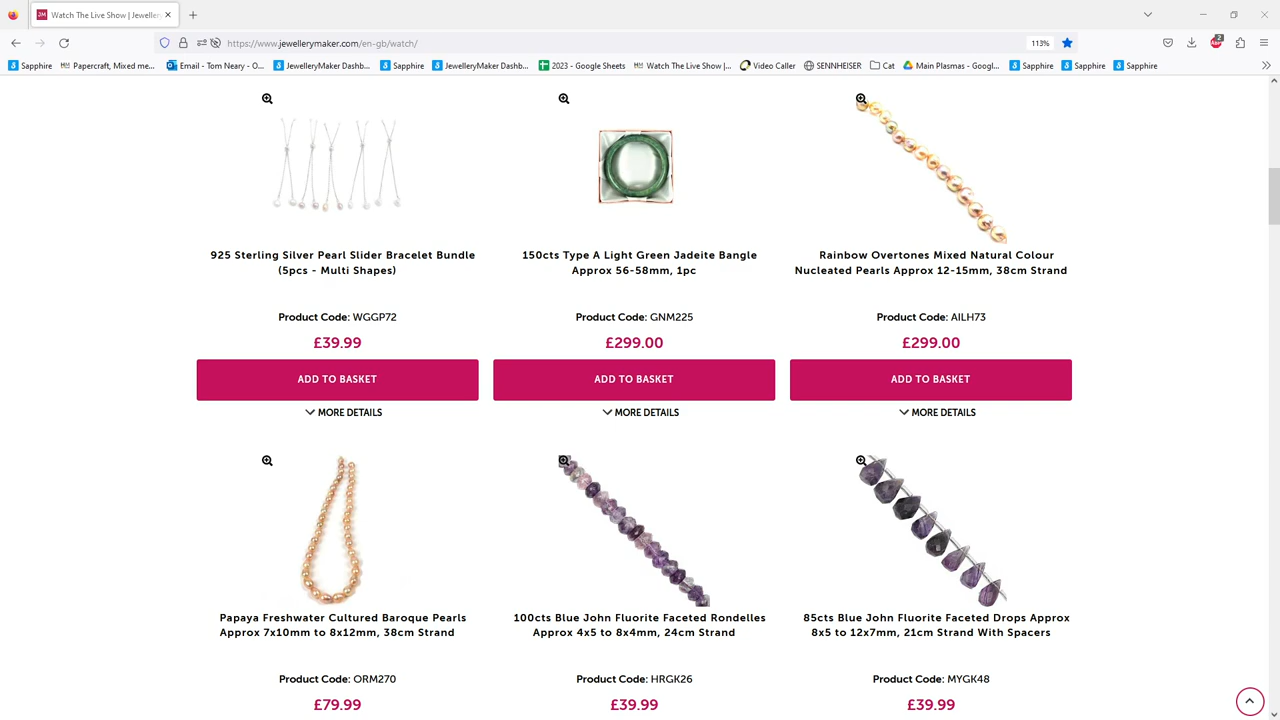 Watch The Live Show | Jeweller
https://www.jewellerymaker.com/en-gb/watch/
113%
2
Sapphire
Papercraft, Mixed me...
Email - Tom Neary - O...
JewelleryMaker Dashb...
Sapphire
JewelleryMaker Dashb...
2023 - Google Sheets
Watch The Live Show |...
Video Caller
SENNHEISER
Cat
Main Plasmas - Googl...
Sapphire
Sapphire
Sapphire
925 Sterling Silver Pearl Slider Bracelet Bundle
(5pcs - Multi Shapes)
Product Code: WGGP72
£39.99
ADD TO BASKET
MORE DETAILS
150cts Type A Light Green Jadeite Bangle
Approx 56-58mm, 1pc
Product Code: GNM225
£299.00
ADD TO BASKET
MORE DETAILS
Rainbow Overtones Mixed Natural Colour
Nucleated Pearls Approx 12-15mm, 38cm Strand
Product Code: AILH73
£299.00
ADD TO BASKET
MORE DETAILS
Papaya Freshwater Cultured Baroque Pearls
Approx 7x10mm to 8x12mm, 38cm Strand
Product Code: ORM270
£79.99
100cts Blue John Fluorite Faceted Rondelles
Approx 4x5 to 8x4mm, 24cm Strand
Product Code: HRGK26
£39.99
85cts Blue John Fluorite Faceted Drops Approx
8x5 to 12x7mm, 21cm Strand With Spacers
Product Code: MYGK48
£39.99